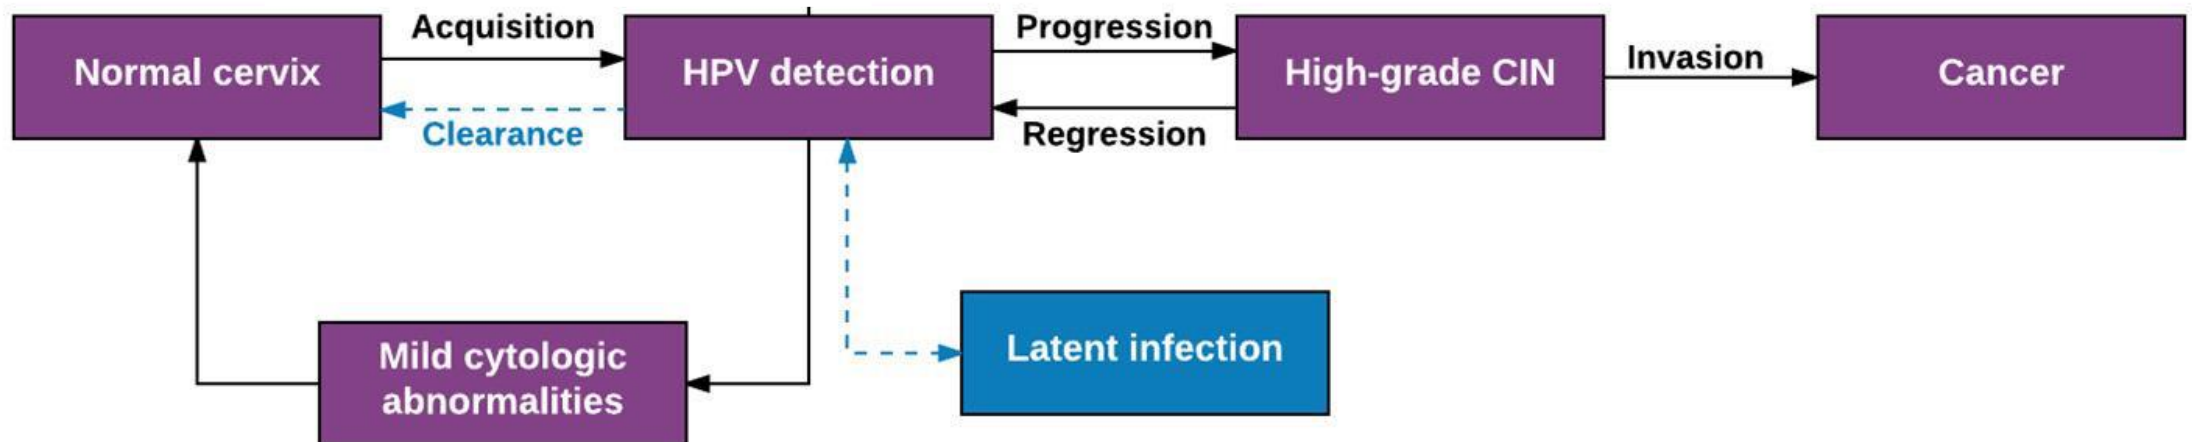 Acquisition
Progression
Normal cervix
HPV detection
High-grade CIN
Invasion
Cancer
Clearance
Regression
Mild cytologic
abnormalities
Latent infection